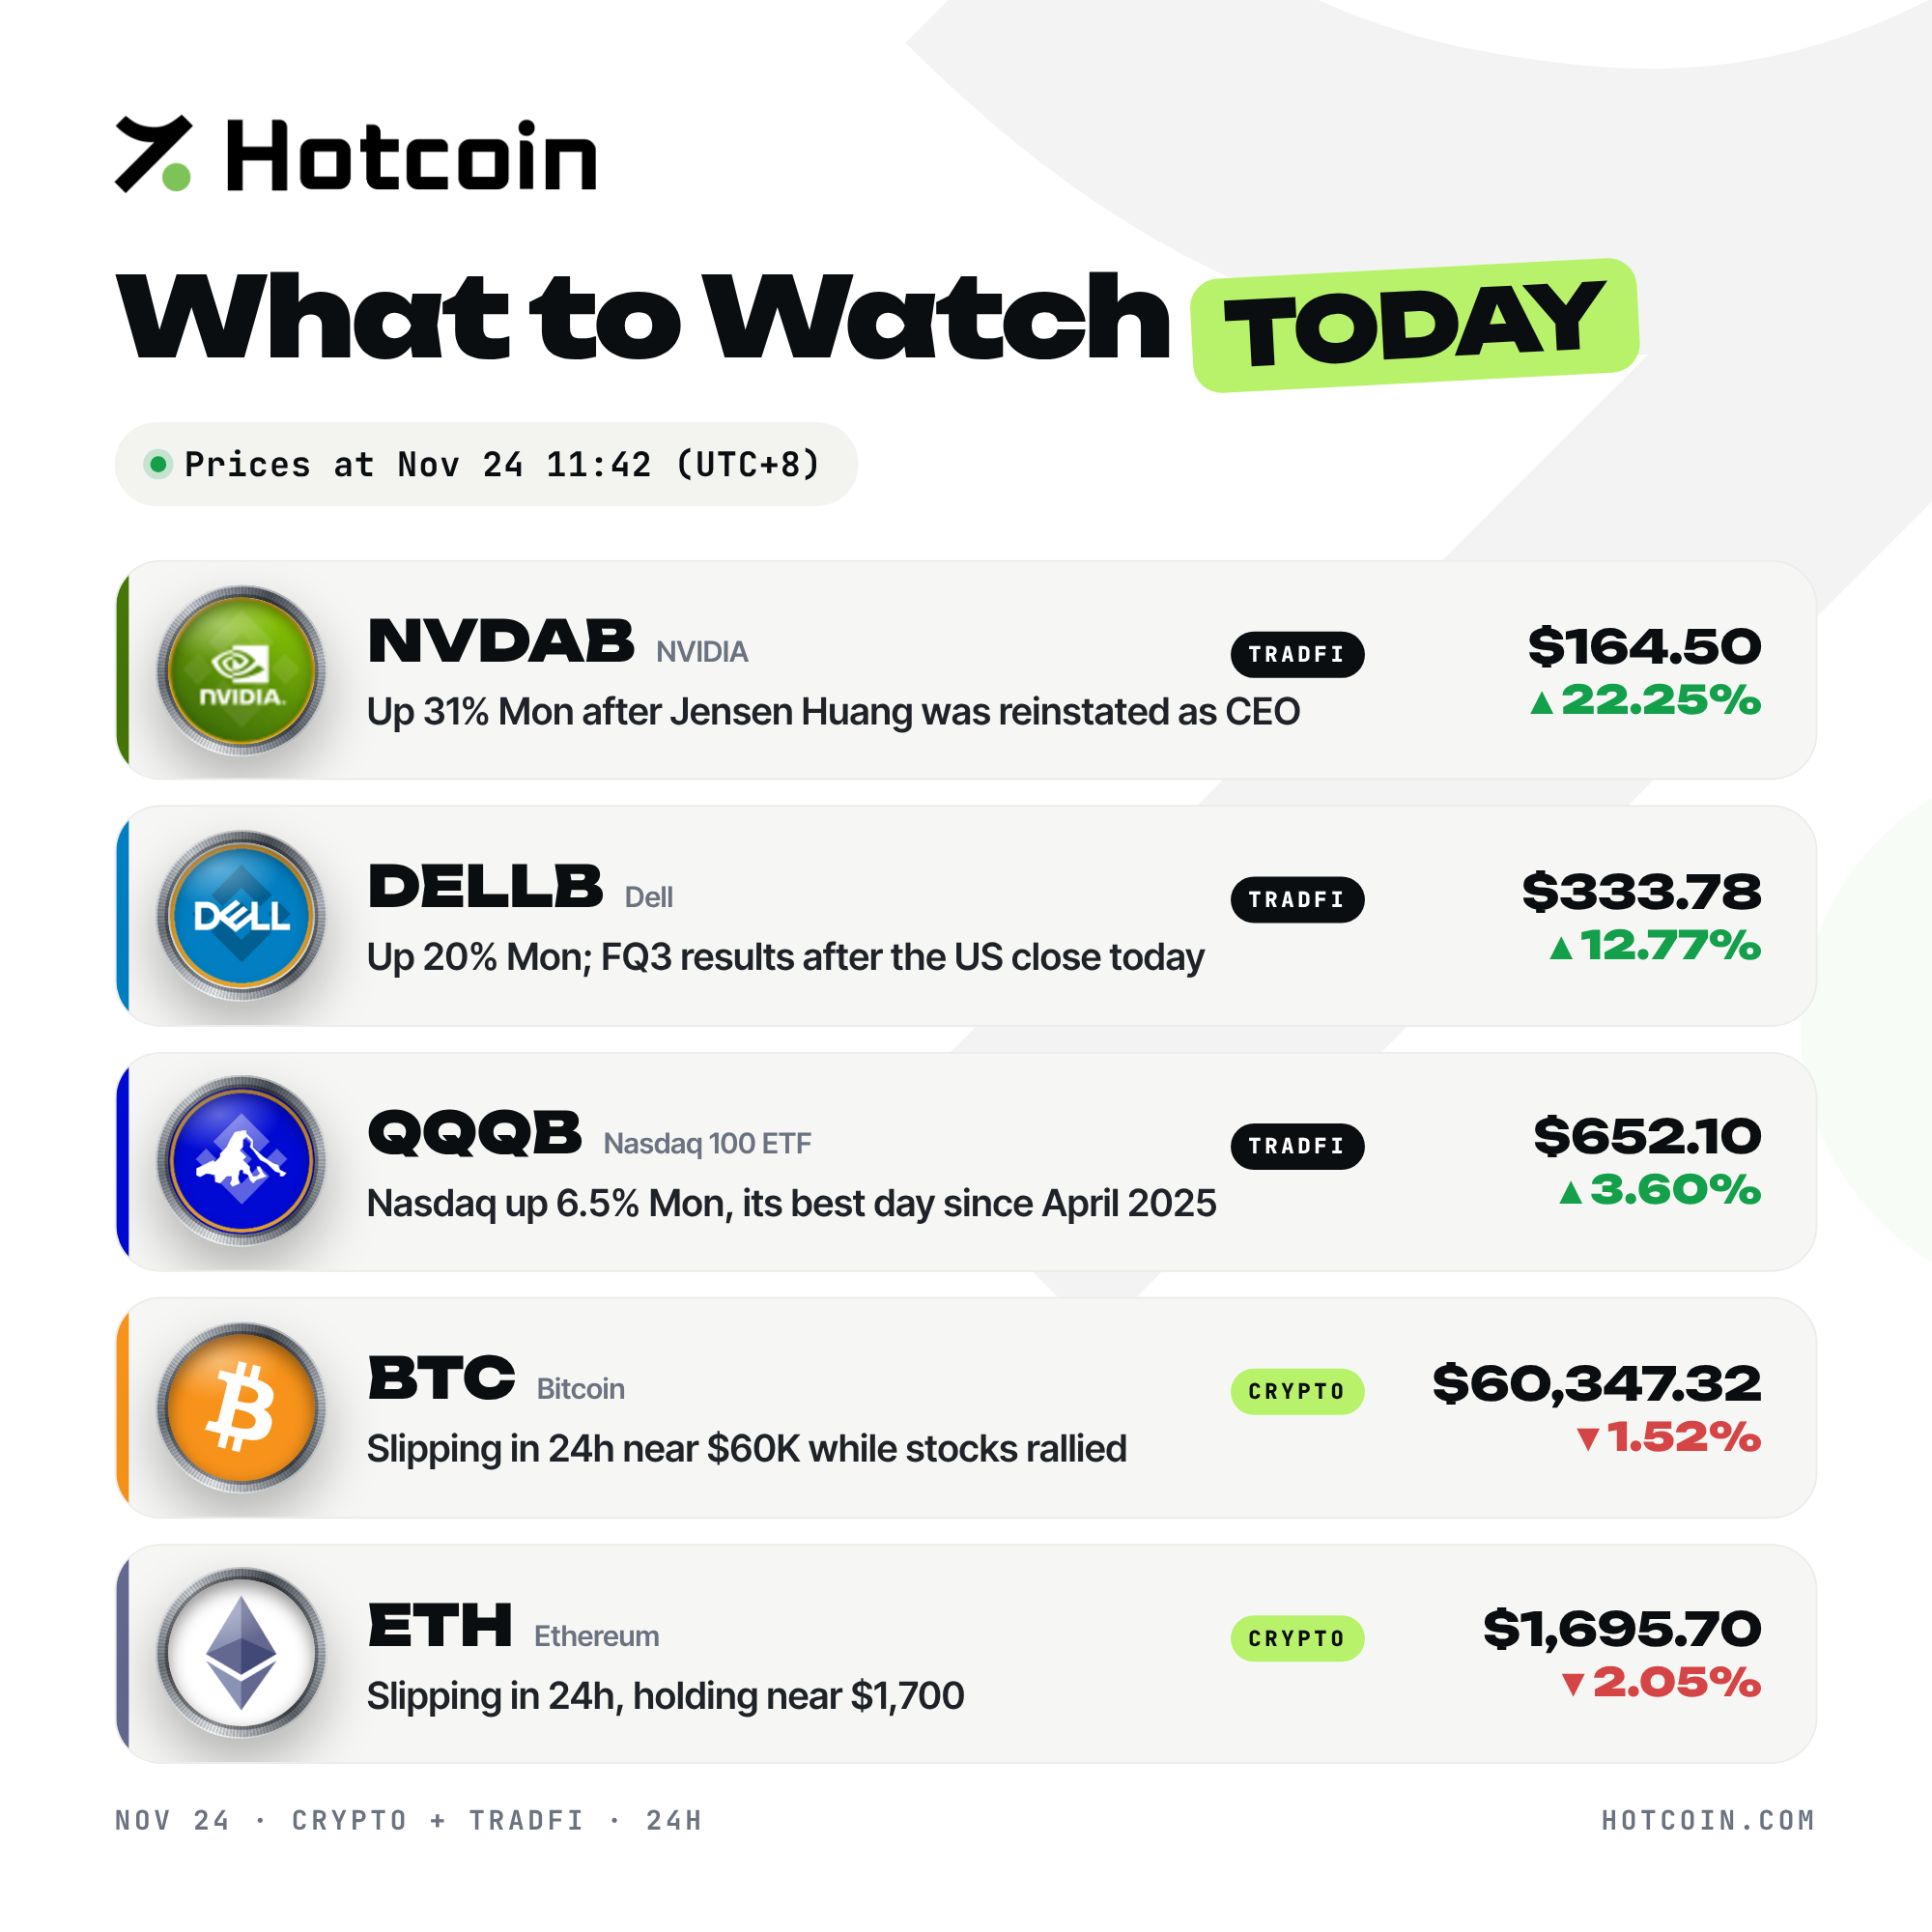 Hotcoin
What to Watch TODAY
Prices at Nov 24 11:42 (UTC+8)
NVIDIA.
NVDAB NVIDIA TRADFI $164.50
Up 31% Mon after Jensen Huang was reinstated as CEO ▲22.25%
DELL
DELLB Dell TRADFI $333.78
Up 20% Mon; FQ3 results after the US close today ▲12.77%
QQQB Nasdaq 100 ETF TRADFI $652.10
Nasdaq up 6.5% Mon, its best day since April 2025 ▲3.60%
BTC Bitcoin CRYPTO $60,347.32
Slipping in 24h near $60K while stocks rallied ▼1.52%
ETH Ethereum CRYPTO $1,695.70
Slipping in 24h, holding near $1,700 ▼2.05%
NOV 24 · CRYPTO + TRADFI · 24H HOTCOIN.COM